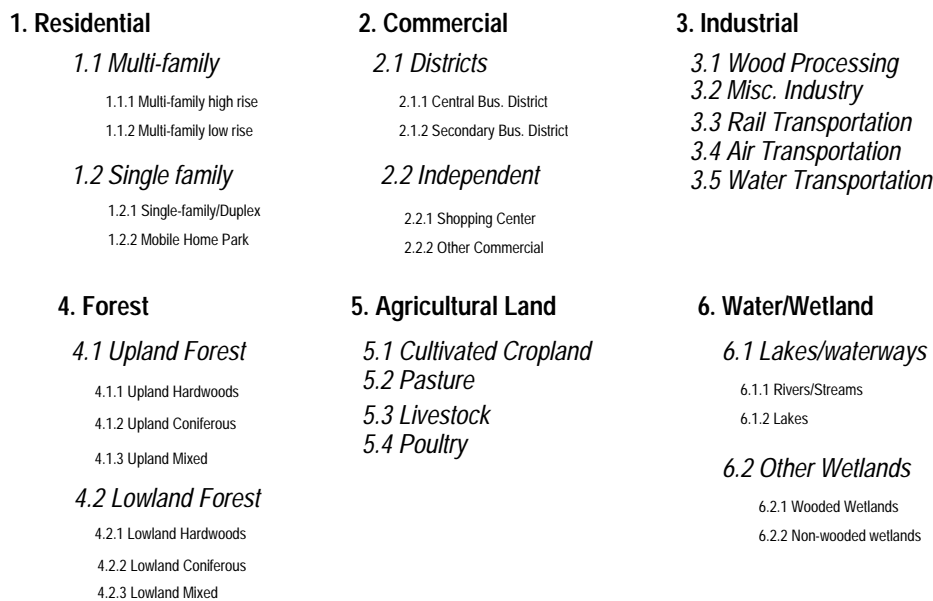 1. Residential
1.1 Multi-family
1.1.1 Multi-family high rise
1.1.2 Multi-family low rise
1.2 Single family
1.2.1 Single-family/Duplex
1.2.2 Mobile Home Park
2. Commercial
2.1 Districts
2.1.1 Central Bus. District
2.1.2 Secondary Bus. District
2.2 Independent
2.2.1 Shopping Center
2.2.2 Other Commercial
3. Industrial
3.1 Wood Processing
3.2 Misc. Industry
3.3 Rail Transportation
3.4 Air Transportation
3.5 Water Transportation
4. Forest
4.1 Upland Forest
4.1.1 Upland Hardwoods
4.1.2 Upland Coniferous
4.1.3 Upland Mixed
4.2 Lowland Forest
4.2.1 Lowland Hardwoods
4.2.2 Lowland Coniferous
4.2.3 Lowland Mixed
5. Agricultural Land
5.1 Cultivated Cropland
5.2 Pasture
5.3 Livestock
5.4 Poultry
6. Water/Wetland
6.1 Lakes/waterways
6.1.1 Rivers/Streams
6.1.2 Lakes
6.2 Other Wetlands
6.2.1 Wooded Wetlands
6.2.2 Non-wooded wetlands